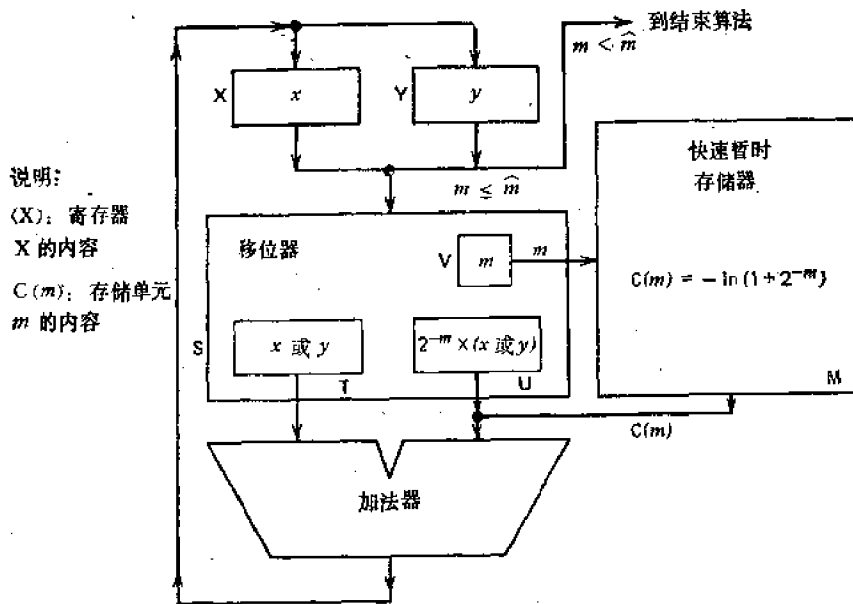 到结束算法
m < m̂
X
x
Y
y
m ≤ m̂
说明:
(X): 寄存器
X 的内容
C(m): 存储单元
m 的内容
快速暂时
存储器
C(m) = −ln(1+2⁻ᵐ)
M
移位器
V
m
m
S
x 或 y
T
2⁻ᵐ×(x 或 y)
U
C(m)
加法器